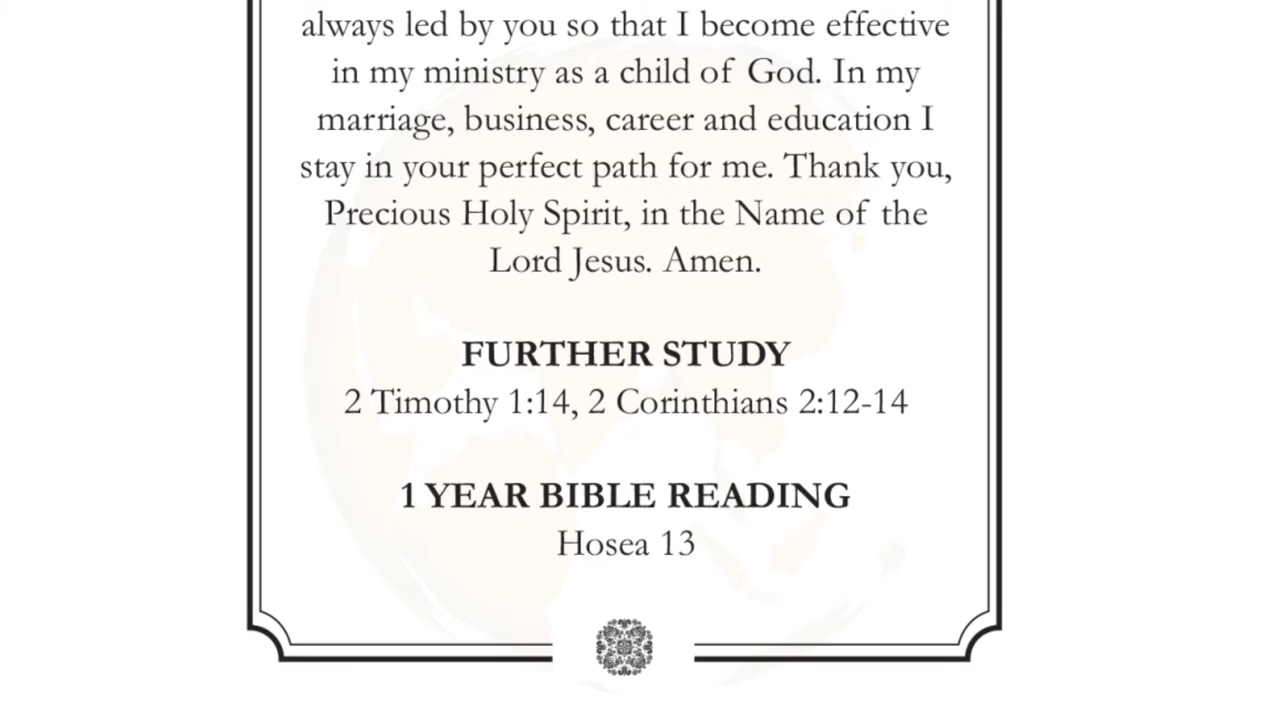 always led by you so that I become effective
in my ministry as a child of God. In my
marriage, business, career and education I
stay in your perfect path for me. Thank you,
Precious Holy Spirit, in the Name of the
Lord Jesus. Amen.
FURTHER STUDY
2 Timothy 1:14, 2 Corinthians 2:12-14
1 YEAR BIBLE READING
Hosea 13